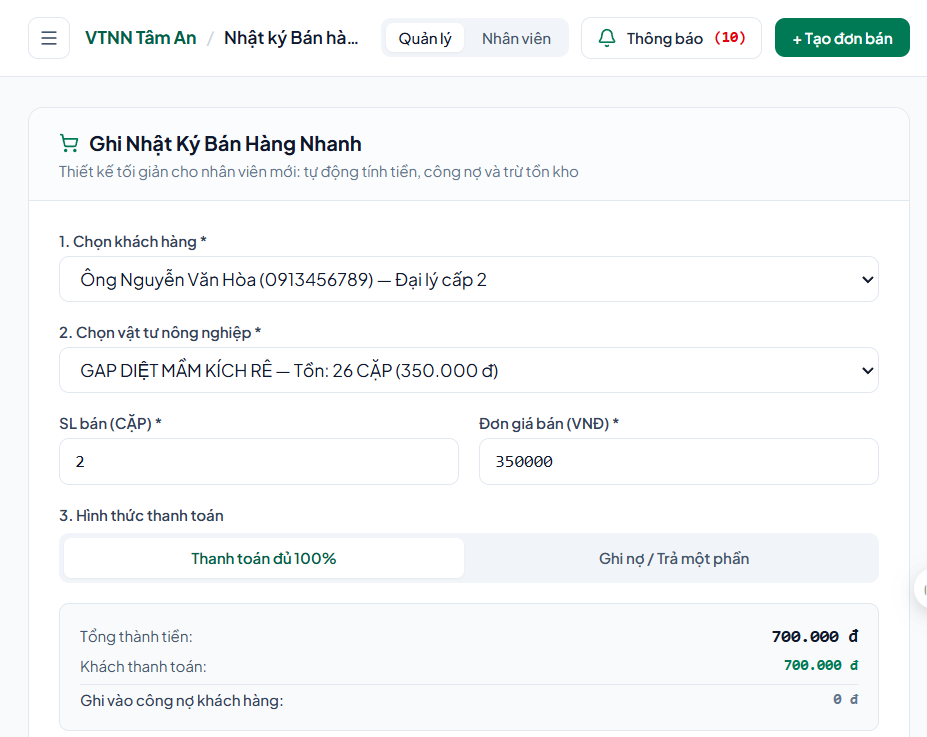 VTNN Tâm An / Nhật ký Bán hà...
Quản lý
Nhân viên
Thông báo (10)
+ Tạo đơn bán
Ghi Nhật Ký Bán Hàng Nhanh
Thiết kế tối giản cho nhân viên mới: tự động tính tiền, công nợ và trừ tồn kho
1. Chọn khách hàng *
Ông Nguyễn Văn Hòa (0913456789) — Đại lý cấp 2
2. Chọn vật tư nông nghiệp *
GAP DIỆT MẦM KÍCH RỄ — Tồn: 26 CẶP (350.000 đ)
SL bán (CẶP) *
Đơn giá bán (VNĐ) *
2
350000
3. Hình thức thanh toán
Thanh toán đủ 100%
Ghi nợ / Trả một phần
Tổng thành tiền: 700.000 đ
Khách thanh toán: 700.000 đ
Ghi vào công nợ khách hàng: 0 đ